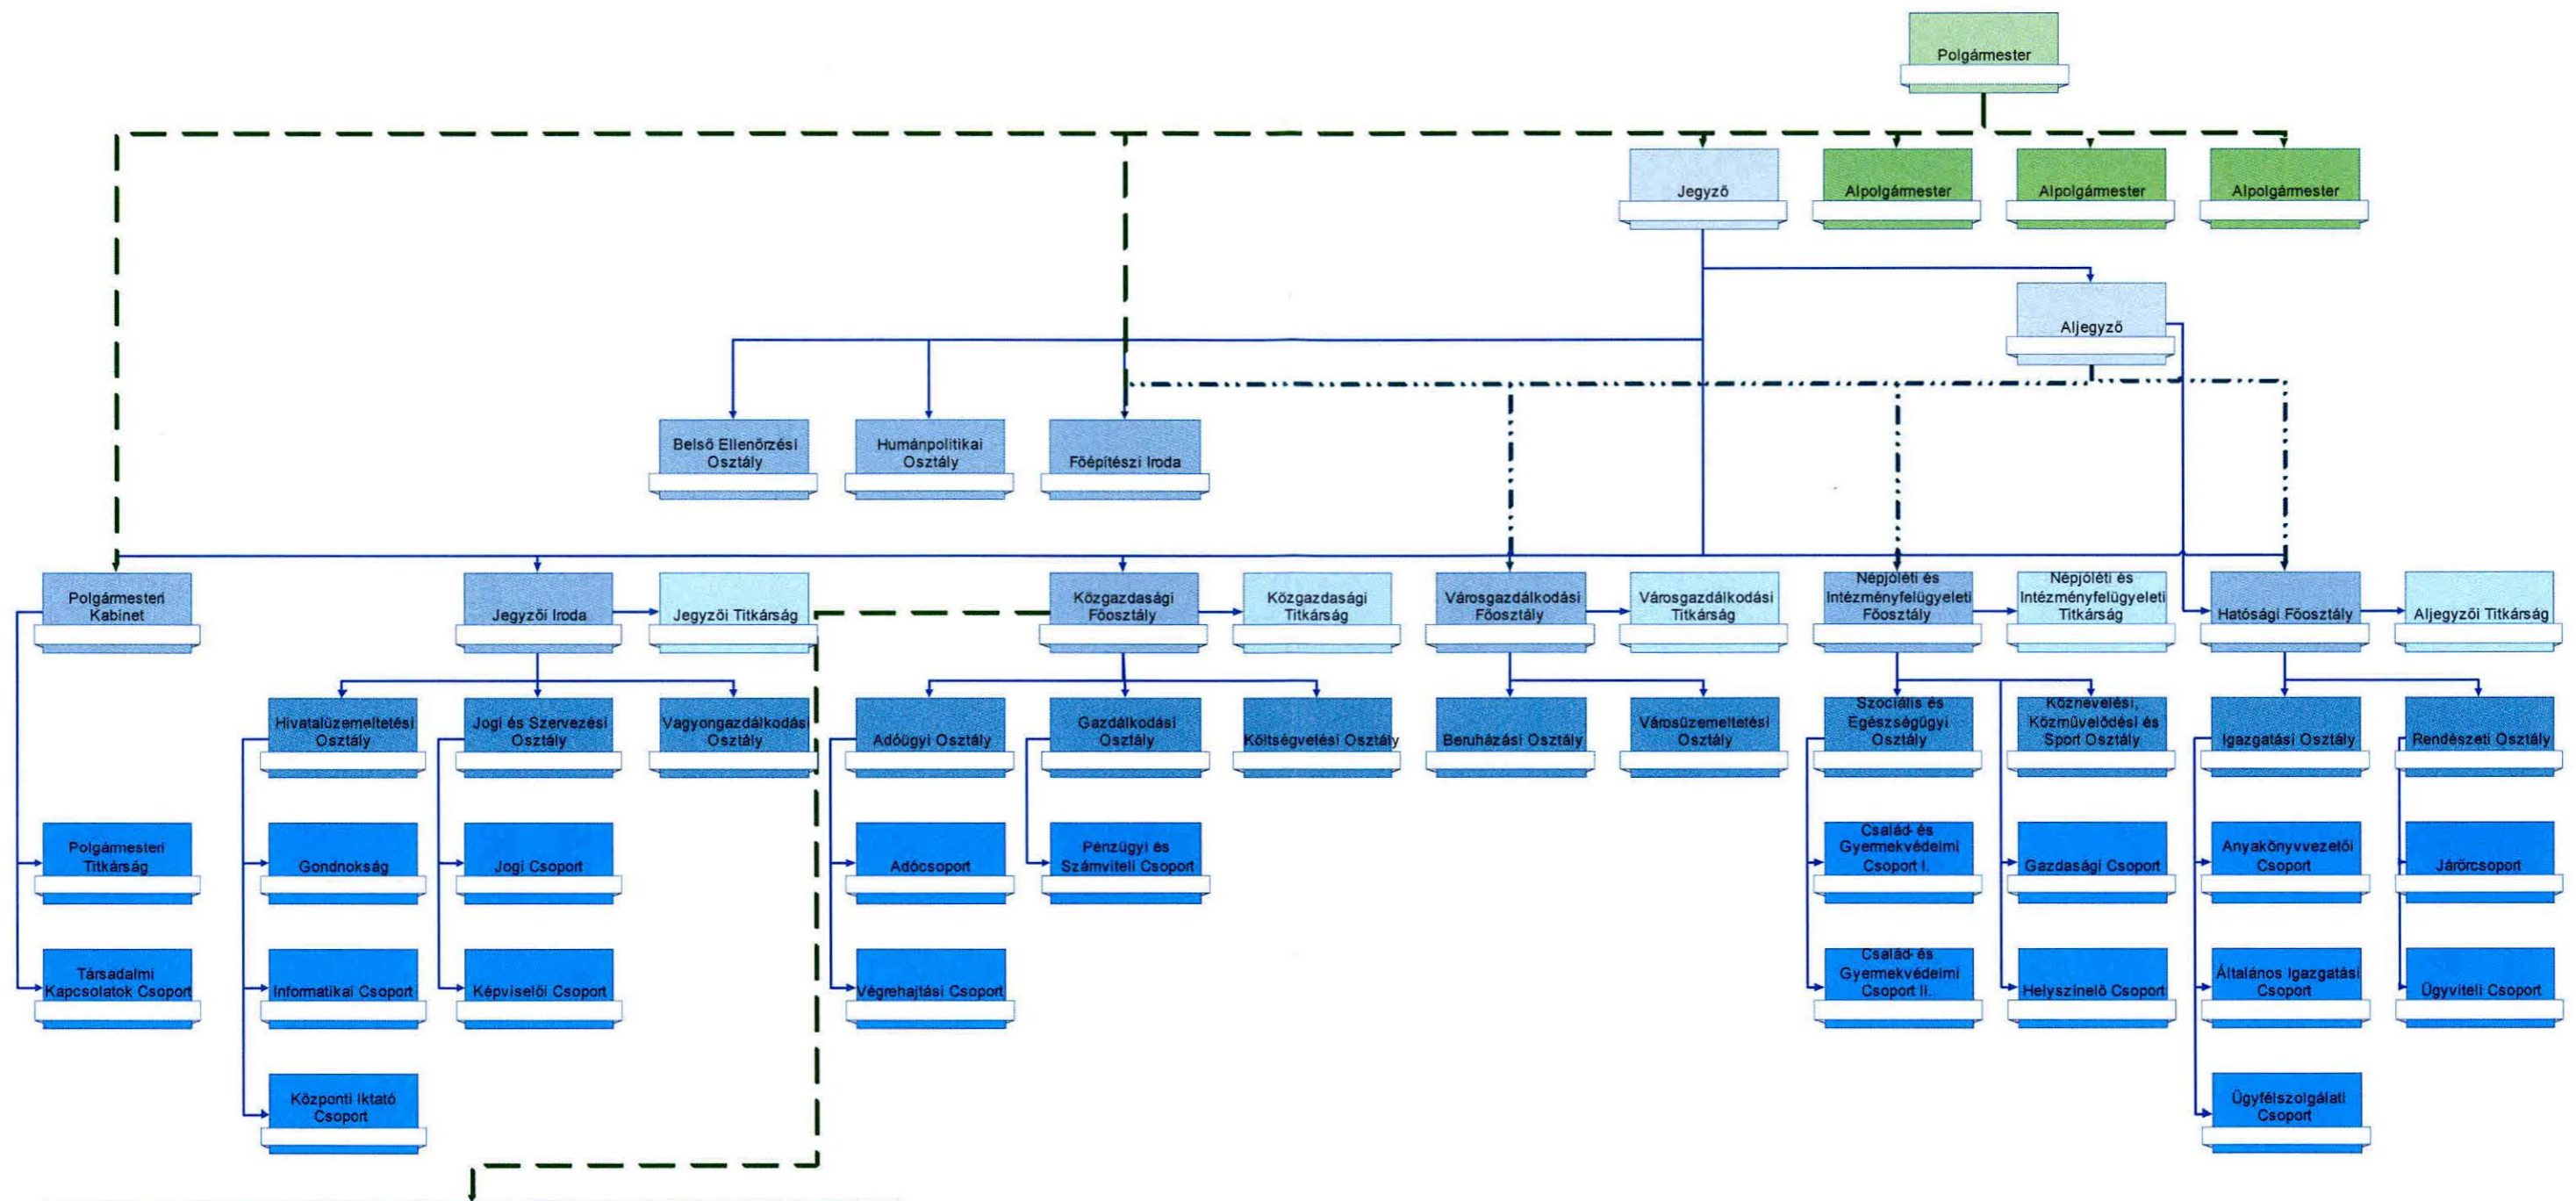 Polgármester
Jegyző
Alpolgármester
Alpolgármester
Alpolgármester
Aljegyző
Belső Ellenőrzési
Osztály
Humánpolitikai
Osztály
Főépítészi Iroda
Polgármesteri
Kabinet
Jegyzői Iroda
Jegyzői Titkárság
Közgazdasági
Főosztály
Közgazdasági
Titkárság
Városgazdálkodási
Főosztály
Városgazdálkodási
Titkárság
Népjóléti és
Intézményfelügyeleti
Főosztály
Népjóléti és
Intézményfelügyeleti
Titkárság
Hatósági Főosztály
Aljegyzői Titkárság
Hivatalüzemeltetési
Osztály
Jogi és Szervezési
Osztály
Vagyongazdálkodási
Osztály
Adóügyi Osztály
Gazdálkodási
Osztály
Költségvetési Osztály
Beruházási Osztály
Városüzemeltetési
Osztály
Szociális és
Egészségügyi
Osztály
Köznevelési,
Közművelődési és
Sport Osztály
Igazgatási Osztály
Rendészeti Osztály
Polgármesteri
Titkárság
Gondnokság
Jogi Csoport
Adócsoport
Pénzügyi és
Számviteli Csoport
Család- és
Gyermekvédelmi
Csoport I.
Gazdasági Csoport
Anyakönyvvezetői
Csoport
Járőrcsoport
Társadalmi
Kapcsolatok Csoport
Informatikai Csoport
Képviselői Csoport
Végrehajtási Csoport
Család- és
Gyermekvédelmi
Csoport II.
Helyszínelő Csoport
Általános Igazgatási
Csoport
Ügyviteli Csoport
Központi Iktató
Csoport
Ügyfélszolgálati
Csoport